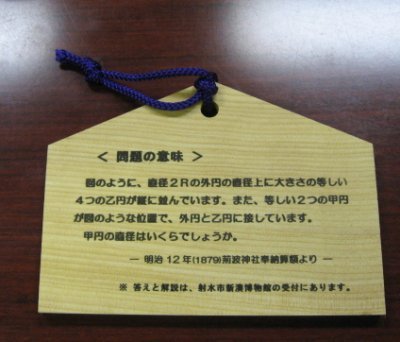 < 問題の意味 >
図のように、直径2Rの外円の直径上に大きさの等しい
4つの乙円が縦に並んでいます。また、等しい2つの甲円
が図のような位置で、外円と乙円に接しています。
甲円の直径はいくらでしょうか。
― 明治 12年(1879)荊波神社奉納算額より ―
※ 答えと解説は、射水市新湊博物館の受付にあります。